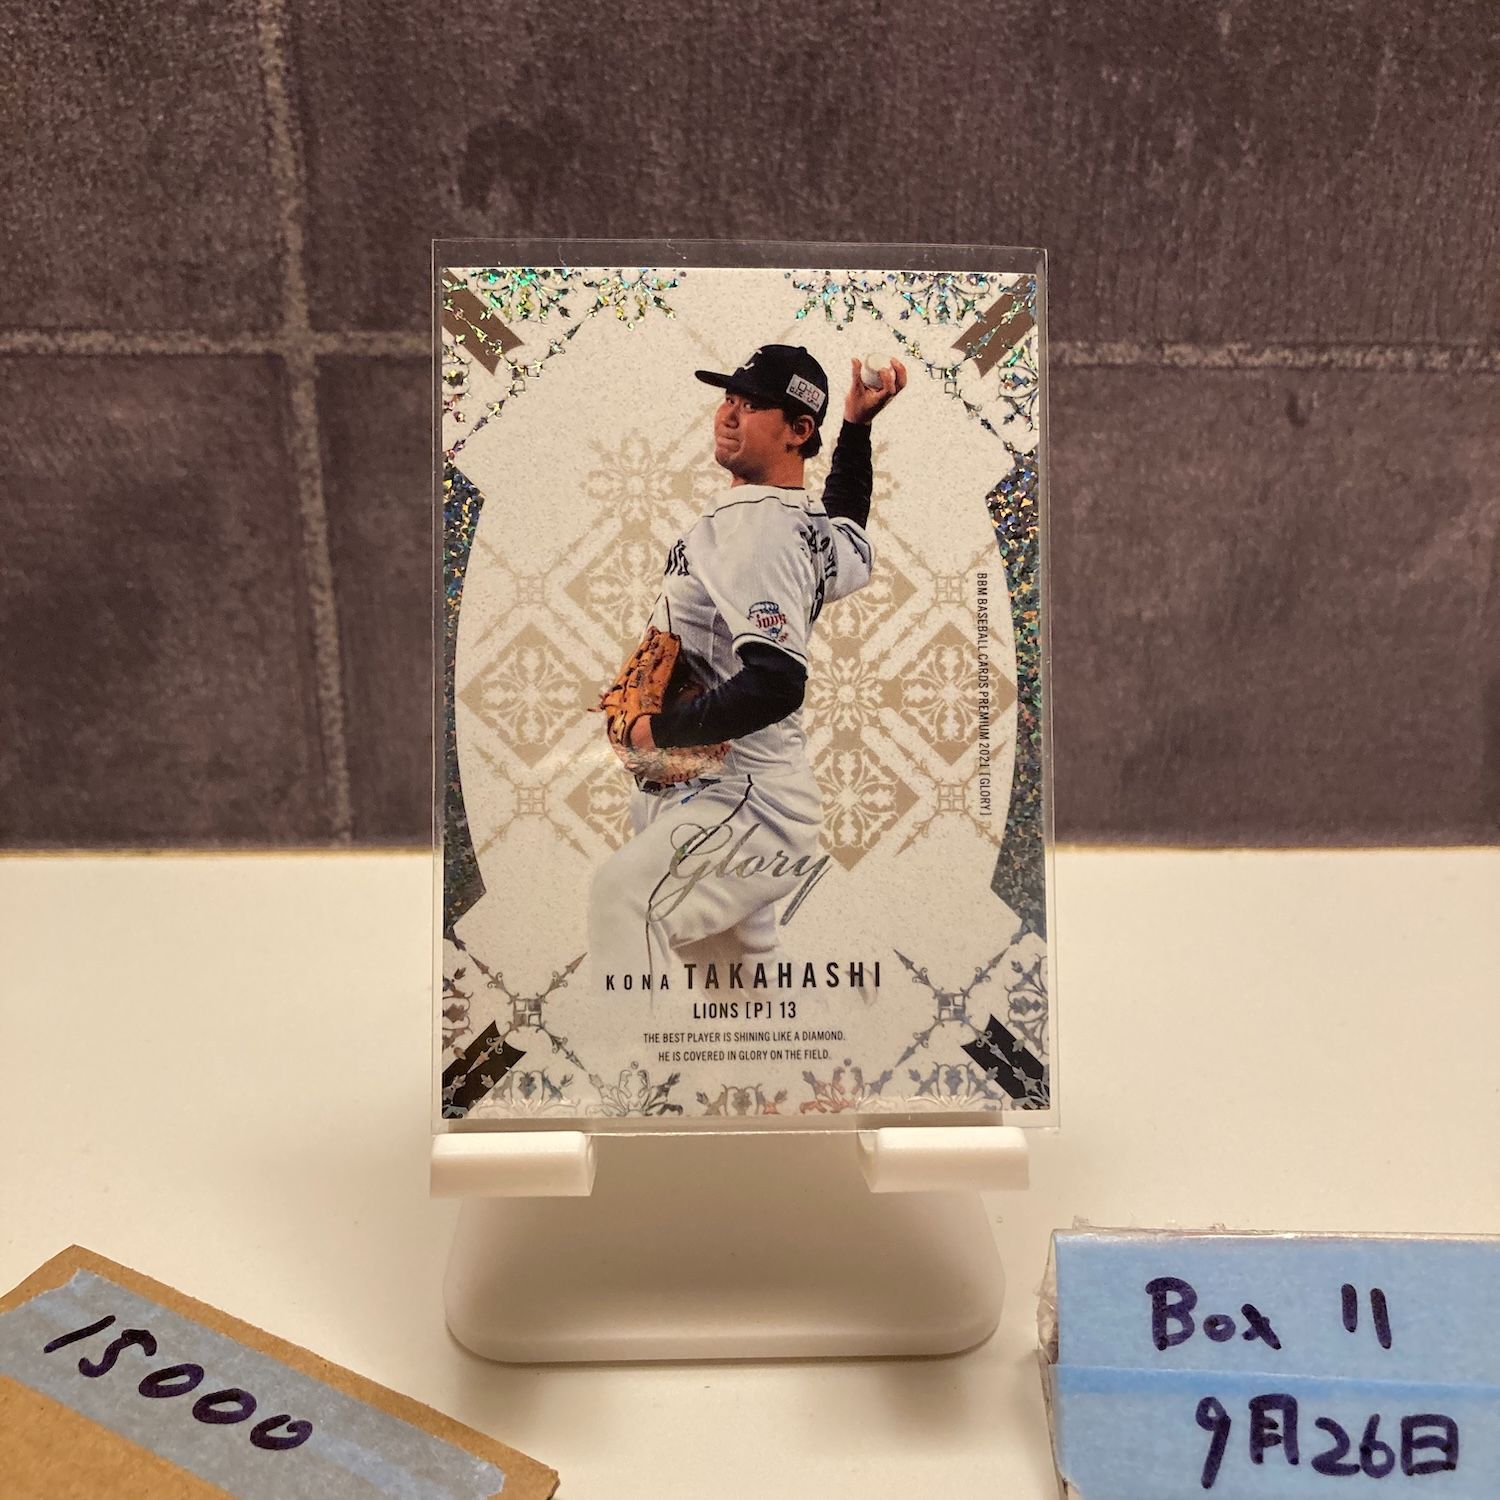 BBM BASEBALL CARDS PREMIUM 2021 [GLORY]
Glory
KONA TAKAHASHI
LIONS [P] 13
THE BEST PLAYER IS SHINING LIKE A DIAMOND.
HE IS COVERED IN GLORY ON THE FIELD.
15000
Box 11
9月26日